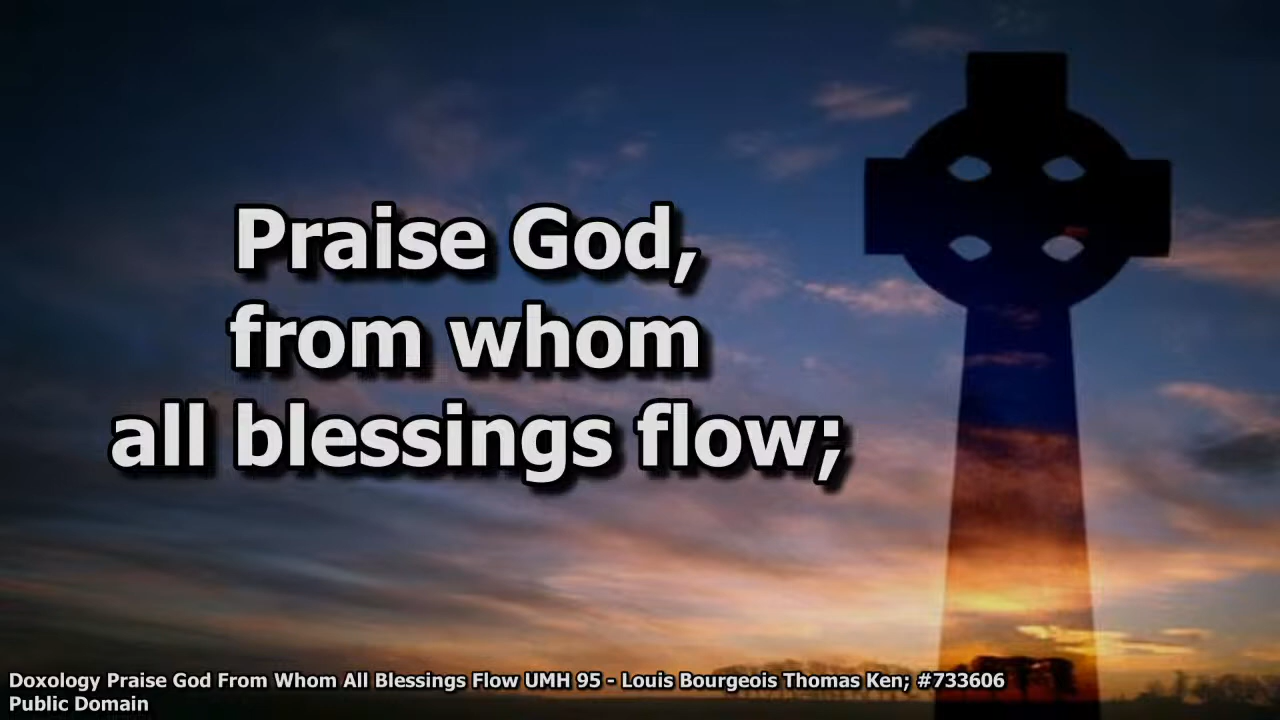 Praise God,
from whom
all blessings flow;
Doxology Praise God From Whom All Blessings Flow UMH 95 - Louis Bourgeois Thomas Ken; #733606
Public Domain